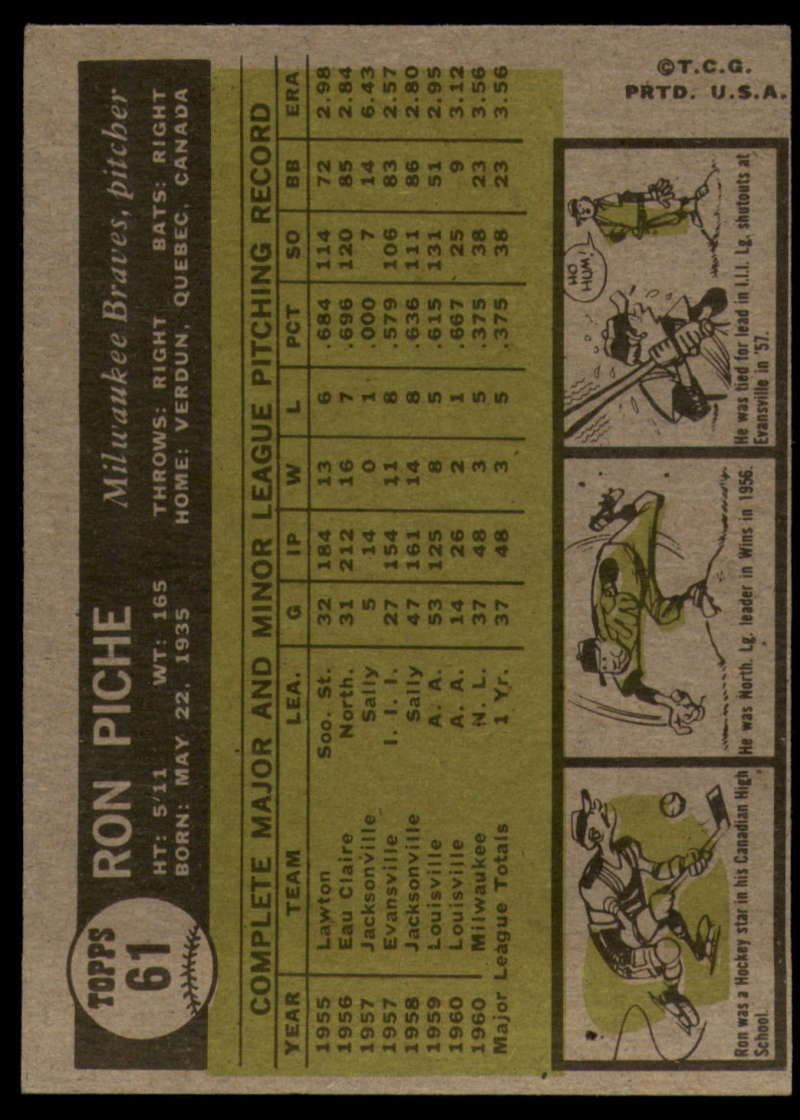 TOPPS
61
RON PICHE
Milwaukee Braves, pitcher
HT: 5'11 WT: 165 THROWS: RIGHT BATS: RIGHT
BORN: MAY 22, 1935 HOME: VERDUN, QUEBEC, CANADA
COMPLETE MAJOR AND MINOR LEAGUE PITCHING RECORD
YEAR TEAM LEA. G IP W L PCT SO BB ERA
1955 Lawton Soo. St. 32 184 13 6 .684 114 72 2.98
1956 Eau Claire North. 31 212 16 7 .696 120 85 2.84
1957 Jacksonville Sally 5 14 0 1 .000 7 14 6.43
1957 Evansville I. I. I. 27 154 11 8 .579 106 83 2.57
1958 Jacksonville Sally 47 161 14 8 .636 111 86 2.80
1959 Louisville A. A. 53 125 8 5 .615 131 51 2.95
1960 Louisville A. A. 14 26 2 1 .667 25 9 3.12
1960 Milwaukee N. L. 37 48 3 5 .375 38 23 3.56
Major League Totals 1 Yr. 37 48 3 5 .375 38 23 3.56
Ron was a Hockey star in his Canadian High
School.
He was North. Lg. leader in Wins in 1956.
OH
HUM!
He was tied for lead in I.I.I. Lg. shutouts at
Evansville in '57.
©T.C.G.
PRTD. U.S.A.